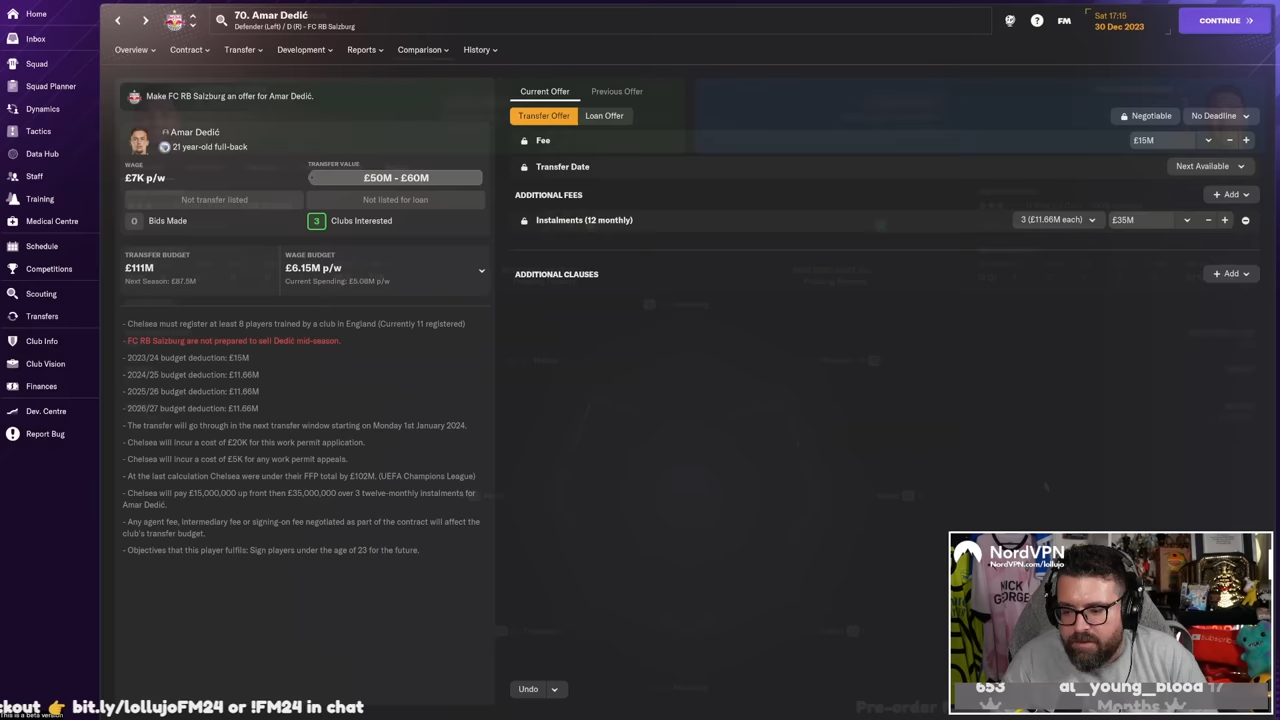 Home
Inbox
Squad
Squad Planner
Dynamics
Tactics
Data Hub
Staff
Training
Medical Centre
Schedule
Competitions
Scouting
Transfers
Club Info
Club Vision
Finances
Dev. Centre
Report Bug
70. Amar Dedić
Defender (Left) / D (R) - FC RB Salzburg
FM
Sat 17:15
30 Dec 2023
CONTINUE
Overview
Contract
Transfer
Development
Reports
Comparison
History
Make FC RB Salzburg an offer for Amar Dedić.
Amar Dedić
21 year-old full-back
WAGE
£7K p/w
TRANSFER VALUE
£50M - £60M
Not transfer listed
Not listed for loan
0 Bids Made
3 Clubs Interested
TRANSFER BUDGET
£111M
Next Season: £87.5M
WAGE BUDGET
£6.15M p/w
Current Spending: £5.08M p/w
- Chelsea must register at least 8 players trained by a club in England (Currently 11 registered)
- FC RB Salzburg are not prepared to sell Dedić mid-season.
- 2023/24 budget deduction: £15M
- 2024/25 budget deduction: £11.66M
- 2025/26 budget deduction: £11.66M
- 2026/27 budget deduction: £11.66M
- The transfer will go through in the next transfer window starting on Monday 1st January 2024.
- Chelsea will incur a cost of £20K for this work permit application.
- Chelsea will incur a cost of £5K for any work permit appeals.
- At the last calculation Chelsea were under their FFP total by £102M. (UEFA Champions League)
- Chelsea will pay £15,000,000 up front then £35,000,000 over 3 twelve-monthly instalments for
Amar Dedić.
- Any agent fee, intermediary fee or signing-on fee negotiated as part of the contract will affect the
club's transfer budget.
- Objectives that this player fulfils: Sign players under the age of 23 for the future.
Current Offer
Previous Offer
Transfer Offer
Loan Offer
Negotiable
No Deadline
Fee
£15M
Transfer Date
Next Available
ADDITIONAL FEES
+ Add
Instalments (12 monthly)
3 (£11.66M each)
£35M
ADDITIONAL CLAUSES
+ Add
Undo
NordVPN
NordVPN.com/lollujo
NICK
GEORGE
Subscribe
653
al_young_blood 17
Months
ckout 👉 bit.ly/lollujoFM24 or !FM24 in chat
Pre-order
This is a beta version